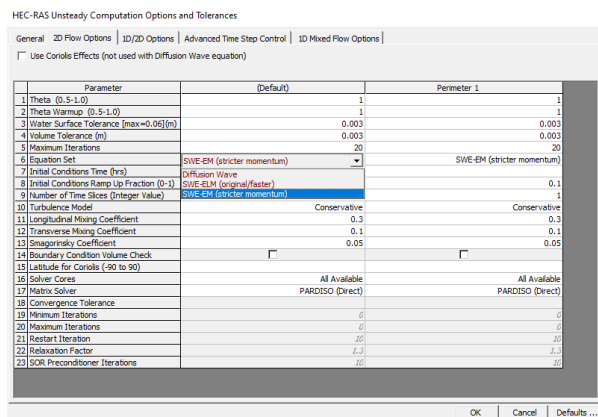 HEC-RAS Unsteady Computation Options and Tolerances
General 2D Flow Options 1D/2D Options Advanced Time Step Control 1D Mixed Flow Options
Use Coriolis Effects (not used with Diffusion Wave equation)
Parameter (Default) Perimeter 1
1 Theta (0.5-1.0) 1 1
2 Theta Warmup (0.5-1.0) 1 1
3 Water Surface Tolerance [max=0.06](m) 0.003 0.003
4 Volume Tolerance (m) 0.003 0.003
5 Maximum Iterations 20 20
6 Equation Set SWE-EM (stricter momentum) SWE-EM (stricter momentum)
7 Initial Conditions Time (hrs) Diffusion Wave
8 Initial Conditions Ramp Up Fraction (0-1) SWE-ELM (original/faster) 0.1
9 Number of Time Slices (Integer Value) SWE-EM (stricter momentum) 1
10 Turbulence Model Conservative Conservative
11 Longitudinal Mixing Coefficient 0.3 0.3
12 Transverse Mixing Coefficient 0.1 0.1
13 Smagorinsky Coefficient 0.05 0.05
14 Boundary Condition Volume Check
15 Latitude for Coriolis (-90 to 90)
16 Solver Cores All Available All Available
17 Matrix Solver PARDISO (Direct) PARDISO (Direct)
18 Convergence Tolerance
19 Minimum Iterations 0 0
20 Maximum Iterations 0 0
21 Restart Iteration 10 10
22 Relaxation Factor 1.3 1.3
23 SOR Preconditioner Iterations 10 10
OK Cancel Defaults ...